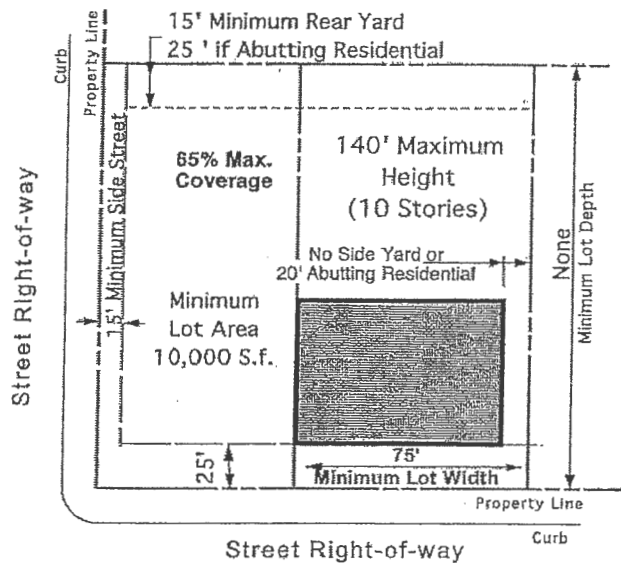 15' Minimum Rear Yard
25 ' if Abutting Residential
Curb
Property Line
65% Max.
Coverage
140' Maximum
Height
(10 Stories)
15' Minimum Side Street
Street Right-of-way
No Side Yard or
20' Abutting Residential
None
Minimum Lot Depth
Minimum
Lot Area
10,000 S.f.
25'
75'
Minimum Lot Width
Property Line
Curb
Street Right-of-way